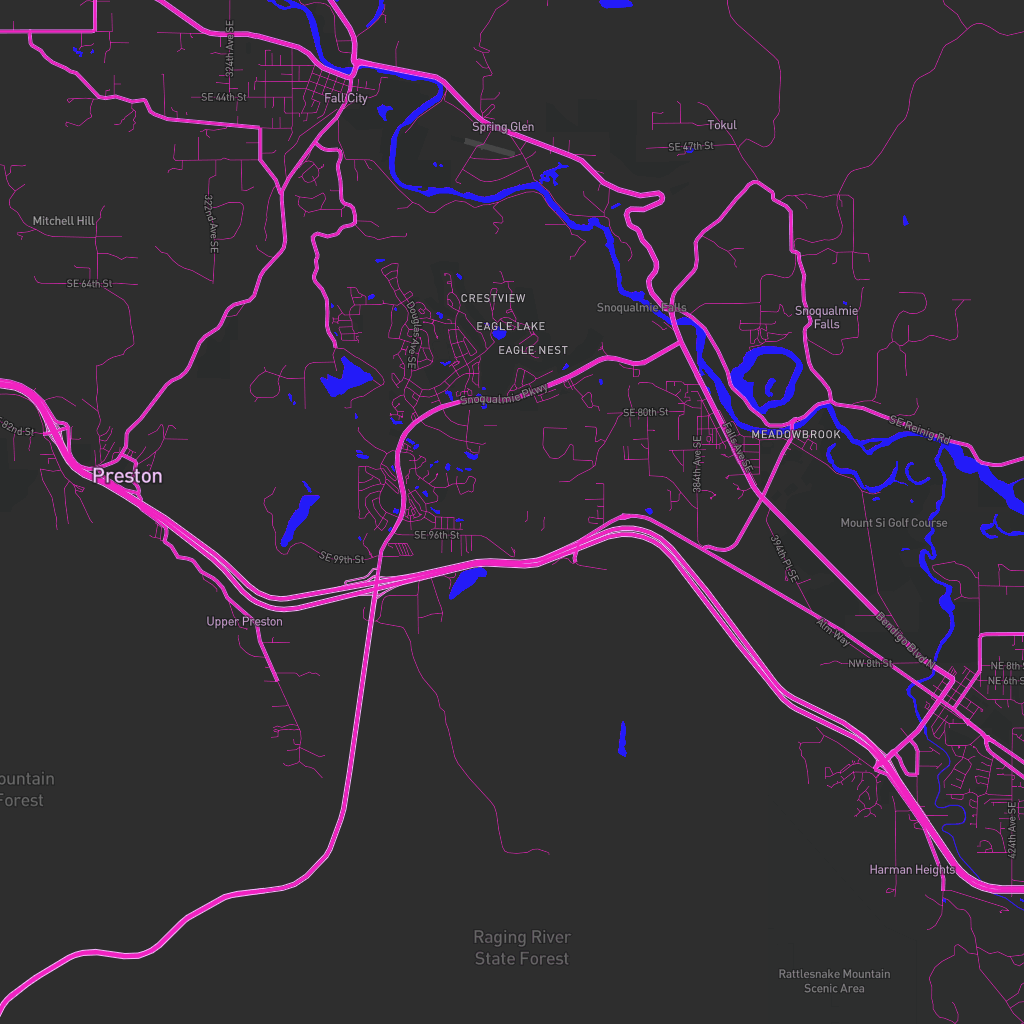 324th Ave SE
SE 44th St
Fall City
Spring Glen
Tokul
SE 47th St
322nd Ave SE
Mitchell Hill
SE 64th St
CRESTVIEW
Snoqualmie Falls
Snoqualmie
Falls
EAGLE LAKE
Douglas Ave SE
EAGLE NEST
Snoqualmie Pkwy
SE 80th St
SE 82nd St
SE Reinig Rd
MEADOWBROOK
Falls Ave SE
384th Ave SE
Preston
Mount Si Golf Course
SE 96th St
SE 99th St
394th Pl SE
Upper Preston
Alm Way
Bendigo Blvd N
NW 8th St
NE 8th S
NE 6th S
ountain
Forest
424th Ave SE
Harman Heights
Raging River
State Forest
Rattlesnake Mountain
Scenic Area